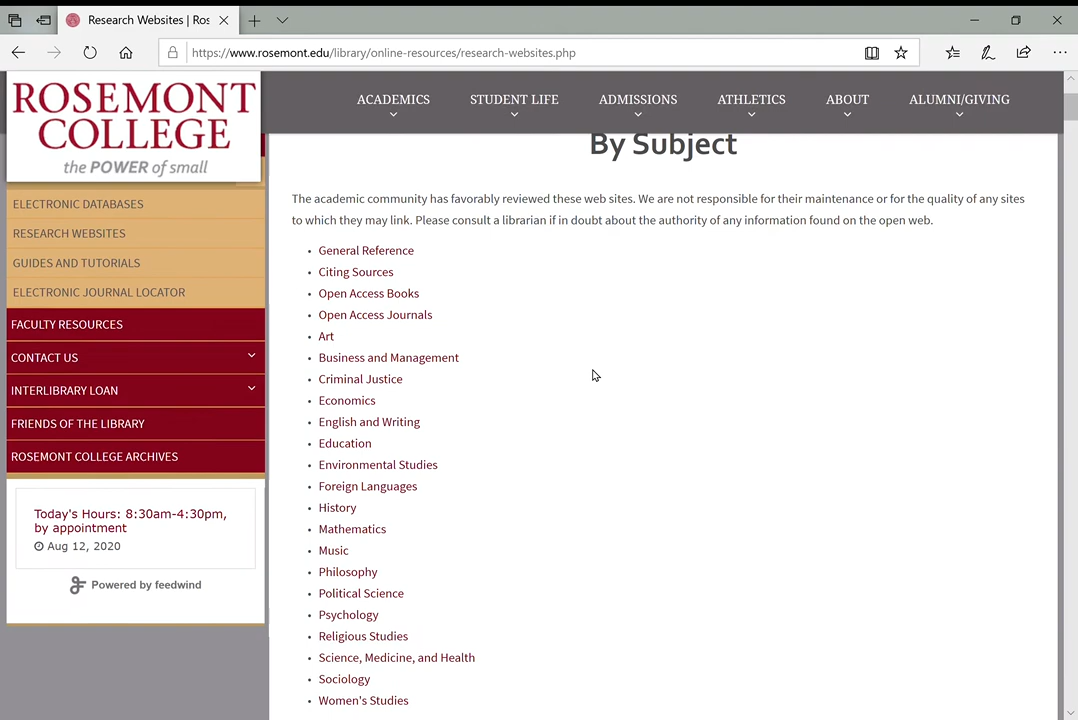 Research Websites | Ros
https://www.rosemont.edu/library/online-resources/research-websites.php
ROSEMONT
COLLEGE
the POWER of small
ACADEMICS
STUDENT LIFE
ADMISSIONS
ATHLETICS
ABOUT
ALUMNI/GIVING
ELECTRONIC DATABASES
RESEARCH WEBSITES
GUIDES AND TUTORIALS
ELECTRONIC JOURNAL LOCATOR
FACULTY RESOURCES
CONTACT US
INTERLIBRARY LOAN
FRIENDS OF THE LIBRARY
ROSEMONT COLLEGE ARCHIVES
Today's Hours: 8:30am-4:30pm,
by appointment
Aug 12, 2020
Powered by feedwind
By Subject
The academic community has favorably reviewed these web sites. We are not responsible for their maintenance or for the quality of any sites
to which they may link. Please consult a librarian if in doubt about the authority of any information found on the open web.
• General Reference
• Citing Sources
• Open Access Books
• Open Access Journals
• Art
• Business and Management
• Criminal Justice
• Economics
• English and Writing
• Education
• Environmental Studies
• Foreign Languages
• History
• Mathematics
• Music
• Philosophy
• Political Science
• Psychology
• Religious Studies
• Science, Medicine, and Health
• Sociology
• Women's Studies